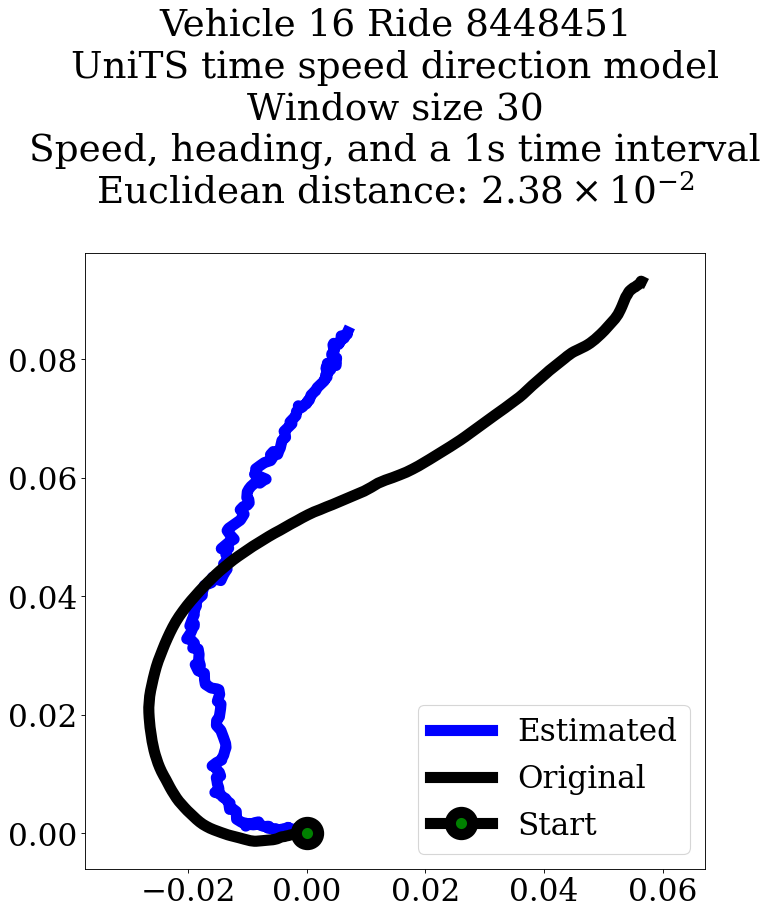 Vehicle 16 Ride 8448451
UniTS time speed direction model
Window size 30
Speed, heading, and a 1s time interval
Euclidean distance: 2.38 × 10⁻²
0.08
0.06
0.04
0.02
0.00
Estimated
Original
Start
−0.02 0.00 0.02 0.04 0.06